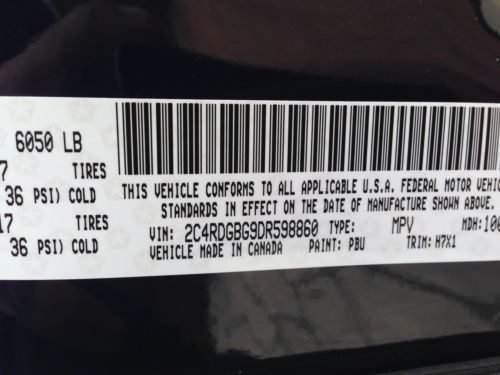 6050 LB
7 TIRES
36 PSI) COLD
17 TIRES
36 PSI) COLD
THIS VEHICLE CONFORMS TO ALL APPLICABLE U.S.A. FEDERAL MOTOR VEHIC
STANDARDS IN EFFECT ON THE DATE OF MANUFACTURE SHOWN ABOVE.
VIN: 2C4RDGBG9DR598860 TYPE: MPV MDH: 100
VEHICLE MADE IN CANADA PAINT: PBU TRIM: H7X1